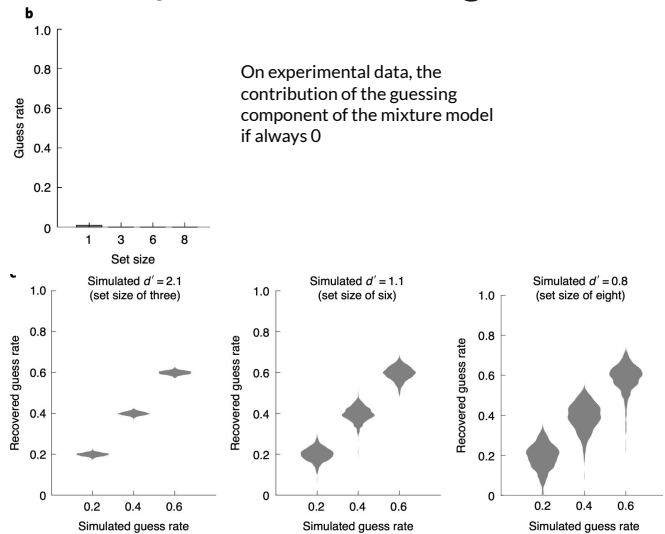 b
1.0
0.8
0.6
0.4
0.2
0
Guess rate
1 3 6 8
Set size
On experimental data, the
contribution of the guessing
component of the mixture model
if always 0
Simulated d′ = 2.1
(set size of three)
1.0
0.8
0.6
0.4
0.2
0
Recovered guess rate
0.2 0.4 0.6
Simulated guess rate
Simulated d′ = 1.1
(set size of six)
1.0
0.8
0.6
0.4
0.2
0
Recovered guess rate
0.2 0.4 0.6
Simulated guess rate
Simulated d′ = 0.8
(set size of eight)
1.0
0.8
0.6
0.4
0.2
0
Recovered guess rate
0.2 0.4 0.6
Simulated guess rate